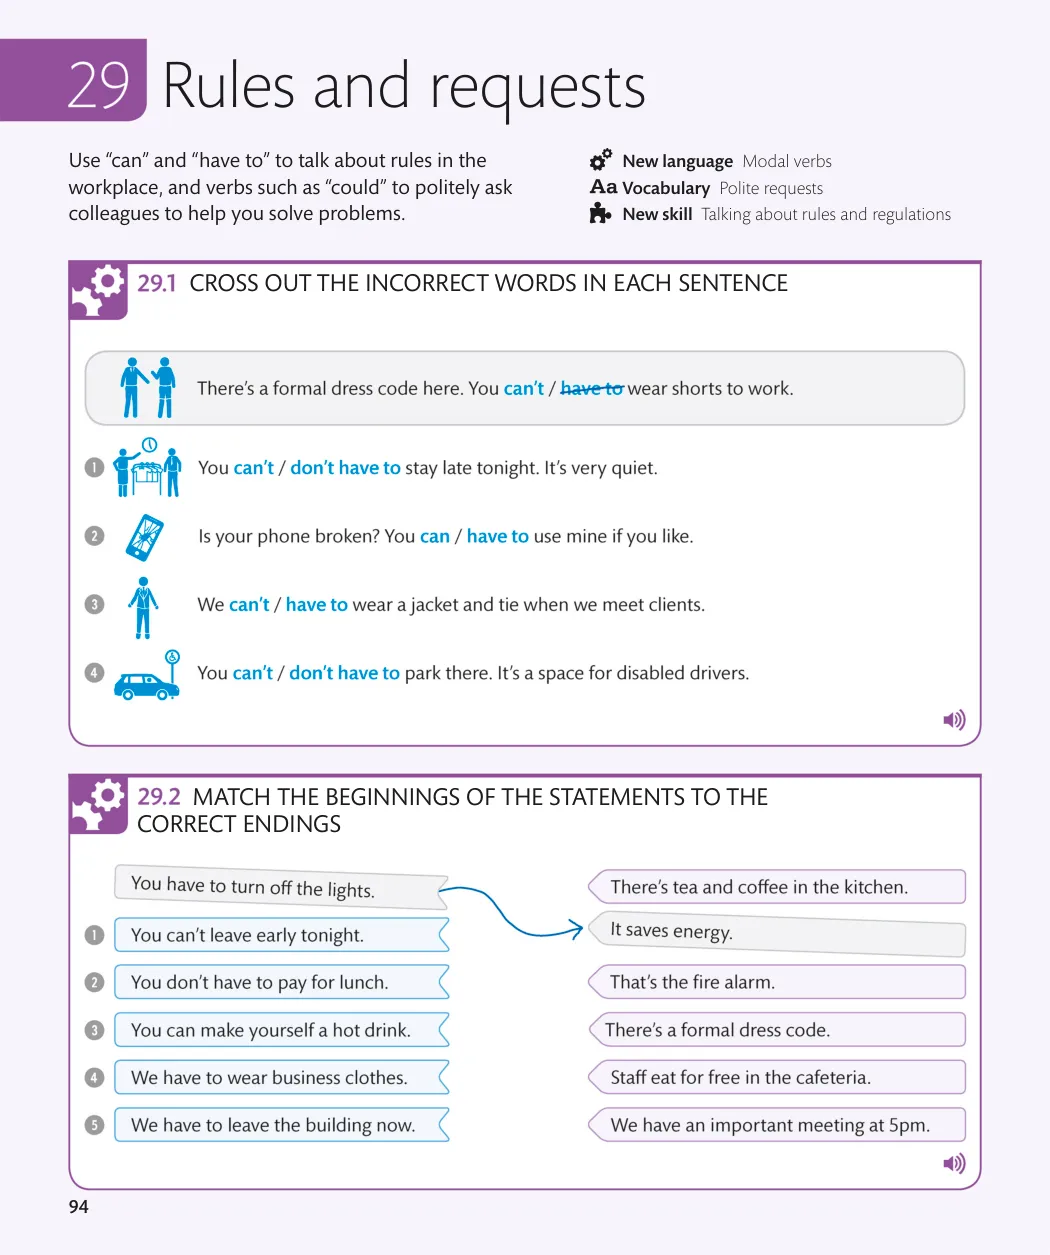 29 Rules and requests
Use “can” and “have to” to talk about rules in the
workplace, and verbs such as “could” to politely ask
colleagues to help you solve problems.
New language Modal verbs
Aa Vocabulary Polite requests
New skill Talking about rules and regulations
29.1 CROSS OUT THE INCORRECT WORDS IN EACH SENTENCE
There’s a formal dress code here. You can’t / have to wear shorts to work.
1 You can’t / don’t have to stay late tonight. It’s very quiet.
2 Is your phone broken? You can / have to use mine if you like.
3 We can’t / have to wear a jacket and tie when we meet clients.
4 You can’t / don’t have to park there. It’s a space for disabled drivers.
29.2 MATCH THE BEGINNINGS OF THE STATEMENTS TO THE
CORRECT ENDINGS
You have to turn off the lights.
1 You can’t leave early tonight.
2 You don’t have to pay for lunch.
3 You can make yourself a hot drink.
4 We have to wear business clothes.
5 We have to leave the building now.
There’s tea and coffee in the kitchen.
It saves energy.
That’s the fire alarm.
There’s a formal dress code.
Staff eat for free in the cafeteria.
We have an important meeting at 5pm.
94